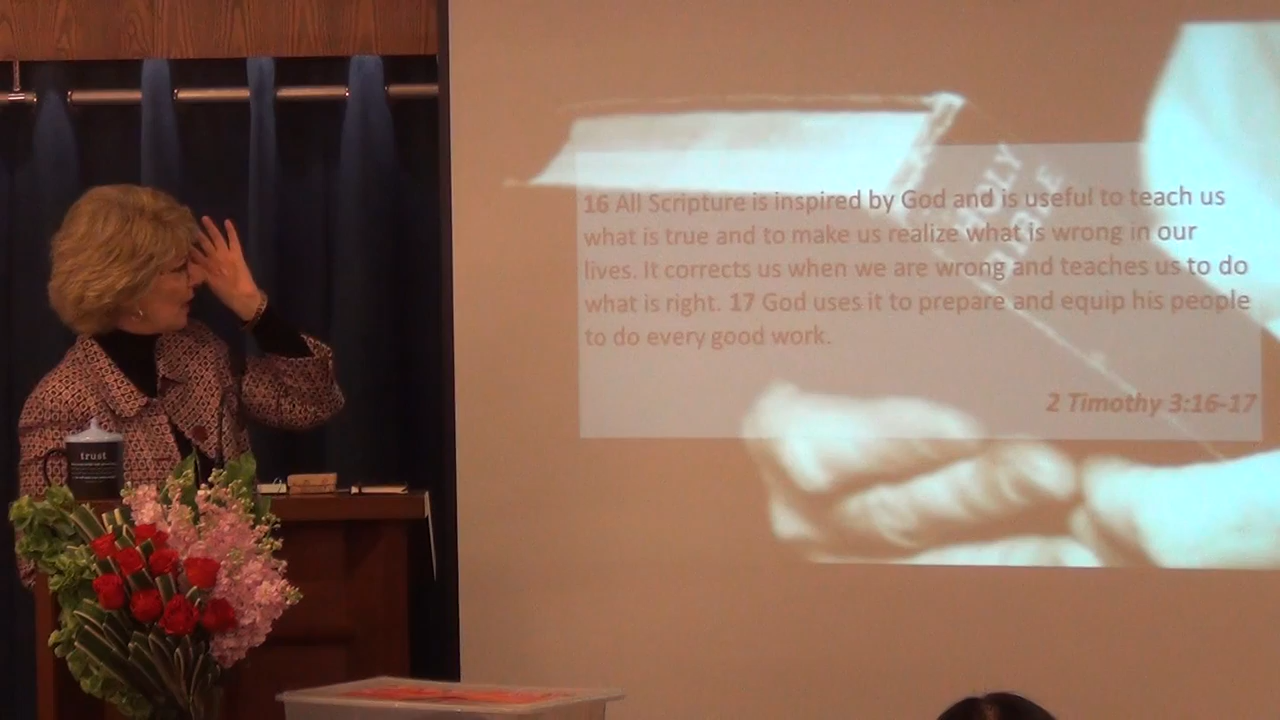 HOLY
BIBLE
16 All Scripture is inspired by God and is useful to teach us
what is true and to make us realize what is wrong in our
lives. It corrects us when we are wrong and teaches us to do
what is right. 17 God uses it to prepare and equip his people
to do every good work.
2 Timothy 3:16-17
trust